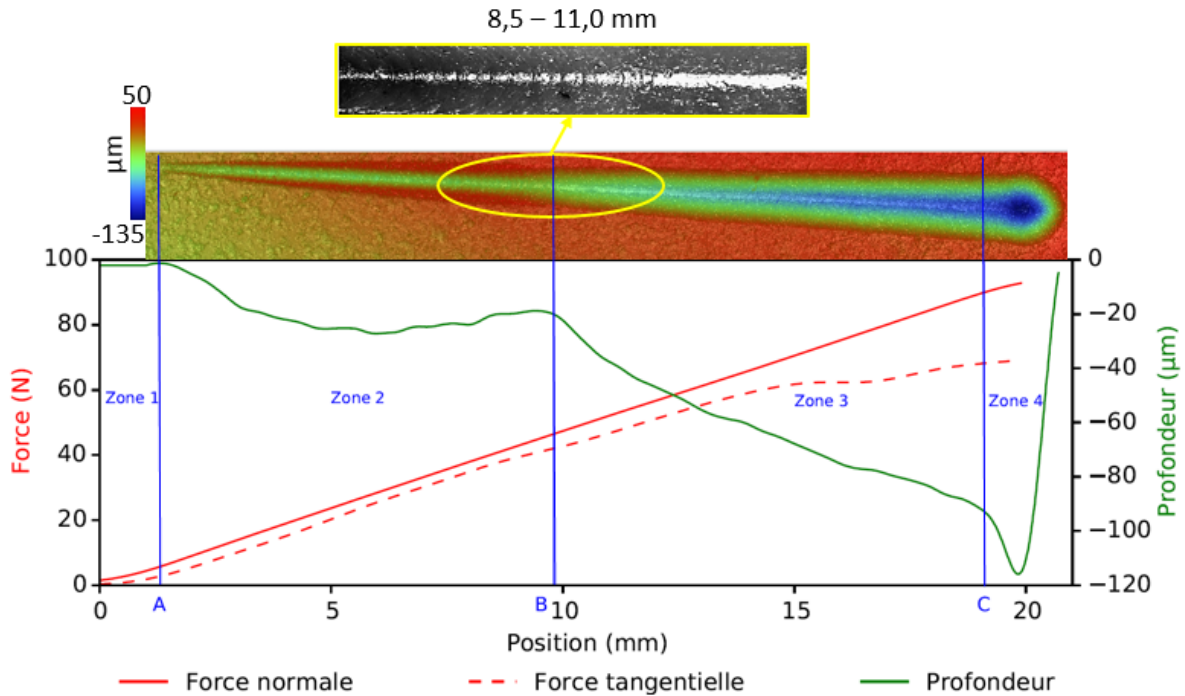 8,5 – 11,0 mm
50
µm
-135
100
80
60
40
20
0
Force (N)
0
−20
−40
−60
−80
−100
−120
Profondeur (µm)
Zone 1
Zone 2
Zone 3
Zone 4
A
B
C
0
5
10
15
20
Position (mm)
Force normale
Force tangentielle
Profondeur